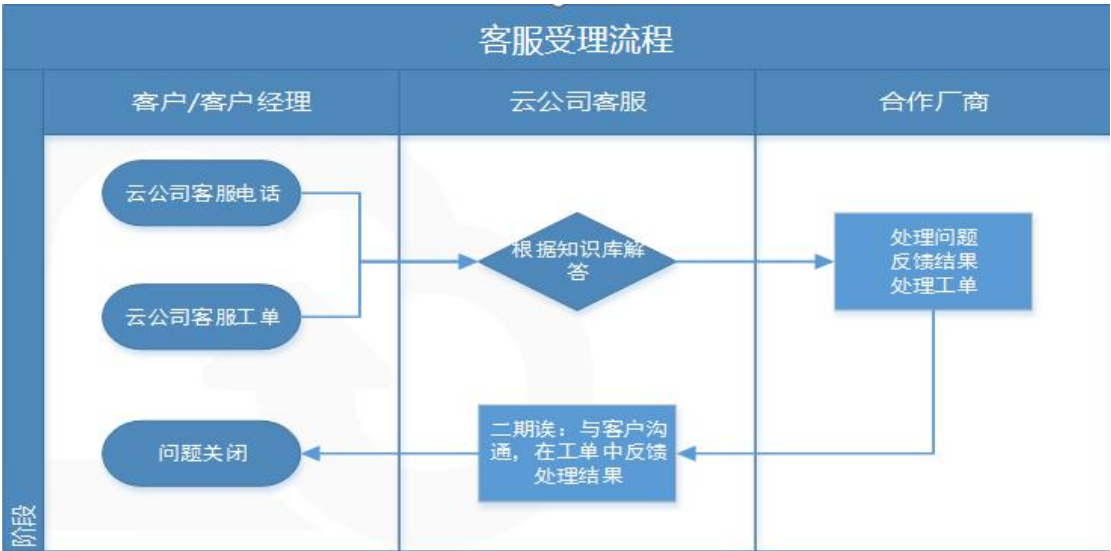 客服受理流程
客户/客户经理
云公司客服
合作厂商
云公司客服电话
根据知识库解
答
处理问题
反馈结果
处理工单
云公司客服工单
问题关闭
二期诶：与客户沟
通，在工单中反馈
处理结果
阶段